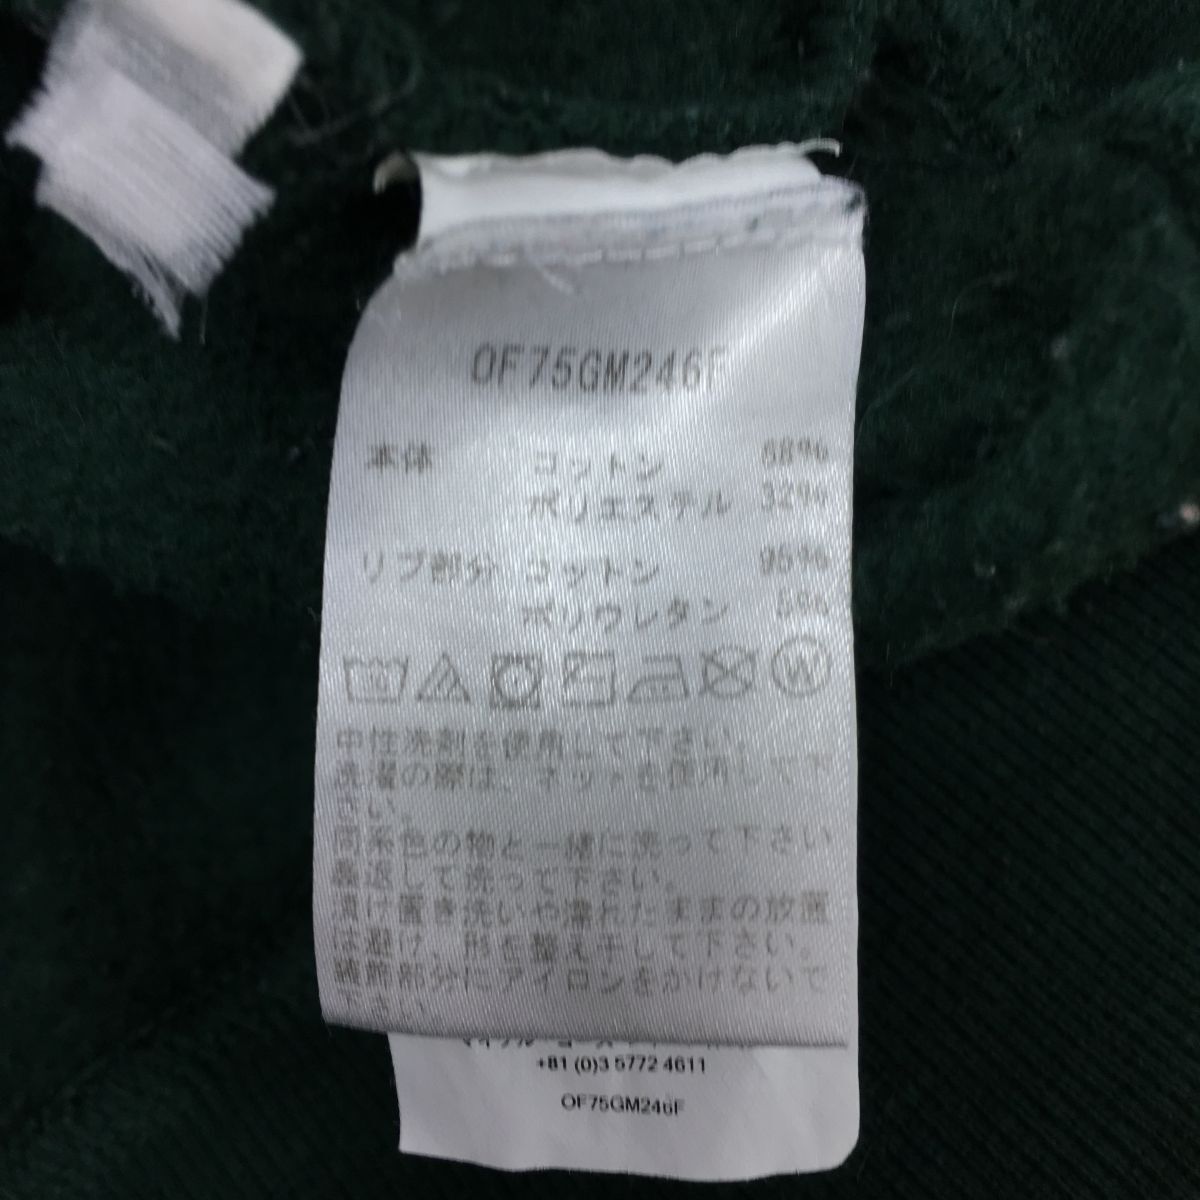 OF75GM246F
本体 コットン 68%
ポリエステル 32%
リブ部分 コットン 95%
ポリウレタン 5%
W
中性洗剤を使用して下さい。
洗濯の際は、ネットを使用して下
さい。
同系色の物と一緒に洗って下さい
裏返して洗って下さい。
漬け置き洗いや濡れたままの放置
は避け、形を整え干して下さい。
装飾部分にアイロンをかけないで
下さい。
+81 (0)3 5772 4611
OF75GM246F